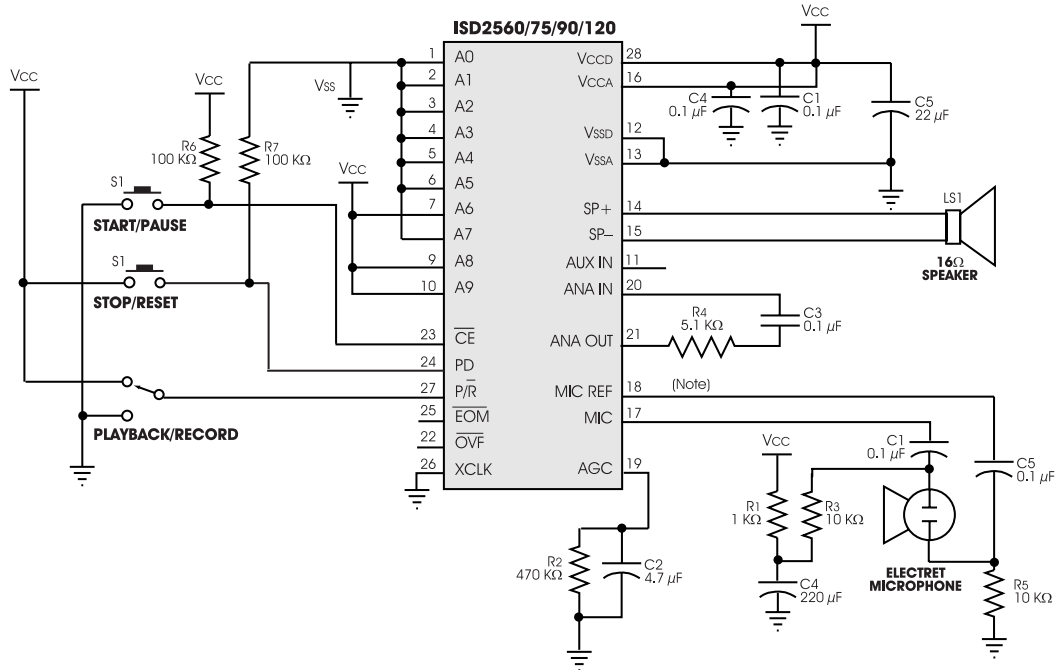 ISD2560/75/90/120
VCC
VCC
VSS
VCC
VCC
R6
100 KΩ
R7
100 KΩ
S1
START/PAUSE
S1
STOP/RESET
PLAYBACK/RECORD
1 A0
2 A1
3 A2
4 A3
5 A4
6 A5
7 A6
A7
9 A8
10 A9
23 CE
24 PD
27 P/R
25 EOM
22 OVF
26 XCLK
VCCD 28
VCCA 16
VSSD 12
VSSA 13
SP+ 14
SP– 15
AUX IN 11
ANA IN 20
ANA OUT 21
MIC REF 18
MIC 17
AGC 19
C4
0.1 µF
C1
0.1 µF
C5
22 µF
LS1
16Ω
SPEAKER
R4
5.1 KΩ
C3
0.1 µF
(Note)
VCC
C1
0.1 µF
C5
0.1 µF
R1
1 KΩ
R3
10 KΩ
ELECTRET
MICROPHONE
C4
220 µF
R5
10 KΩ
R2
470 KΩ
C2
4.7 µF